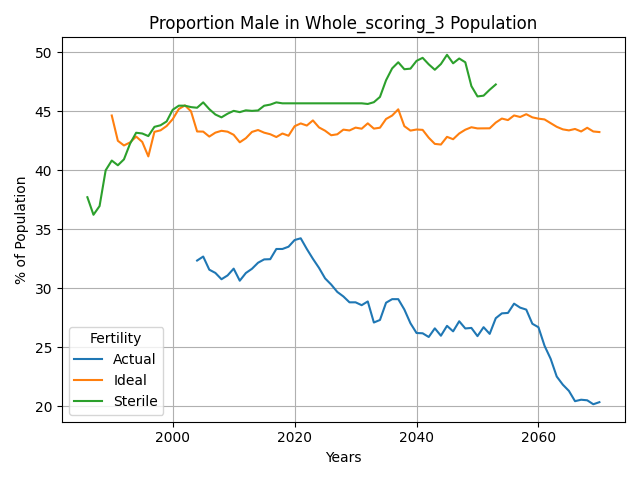 Proportion Male in Whole_scoring_3 Population
50
45
40
35
30
25
20
% of Population
Fertility
Actual
Ideal
Sterile
2000
2020
2040
2060
Years